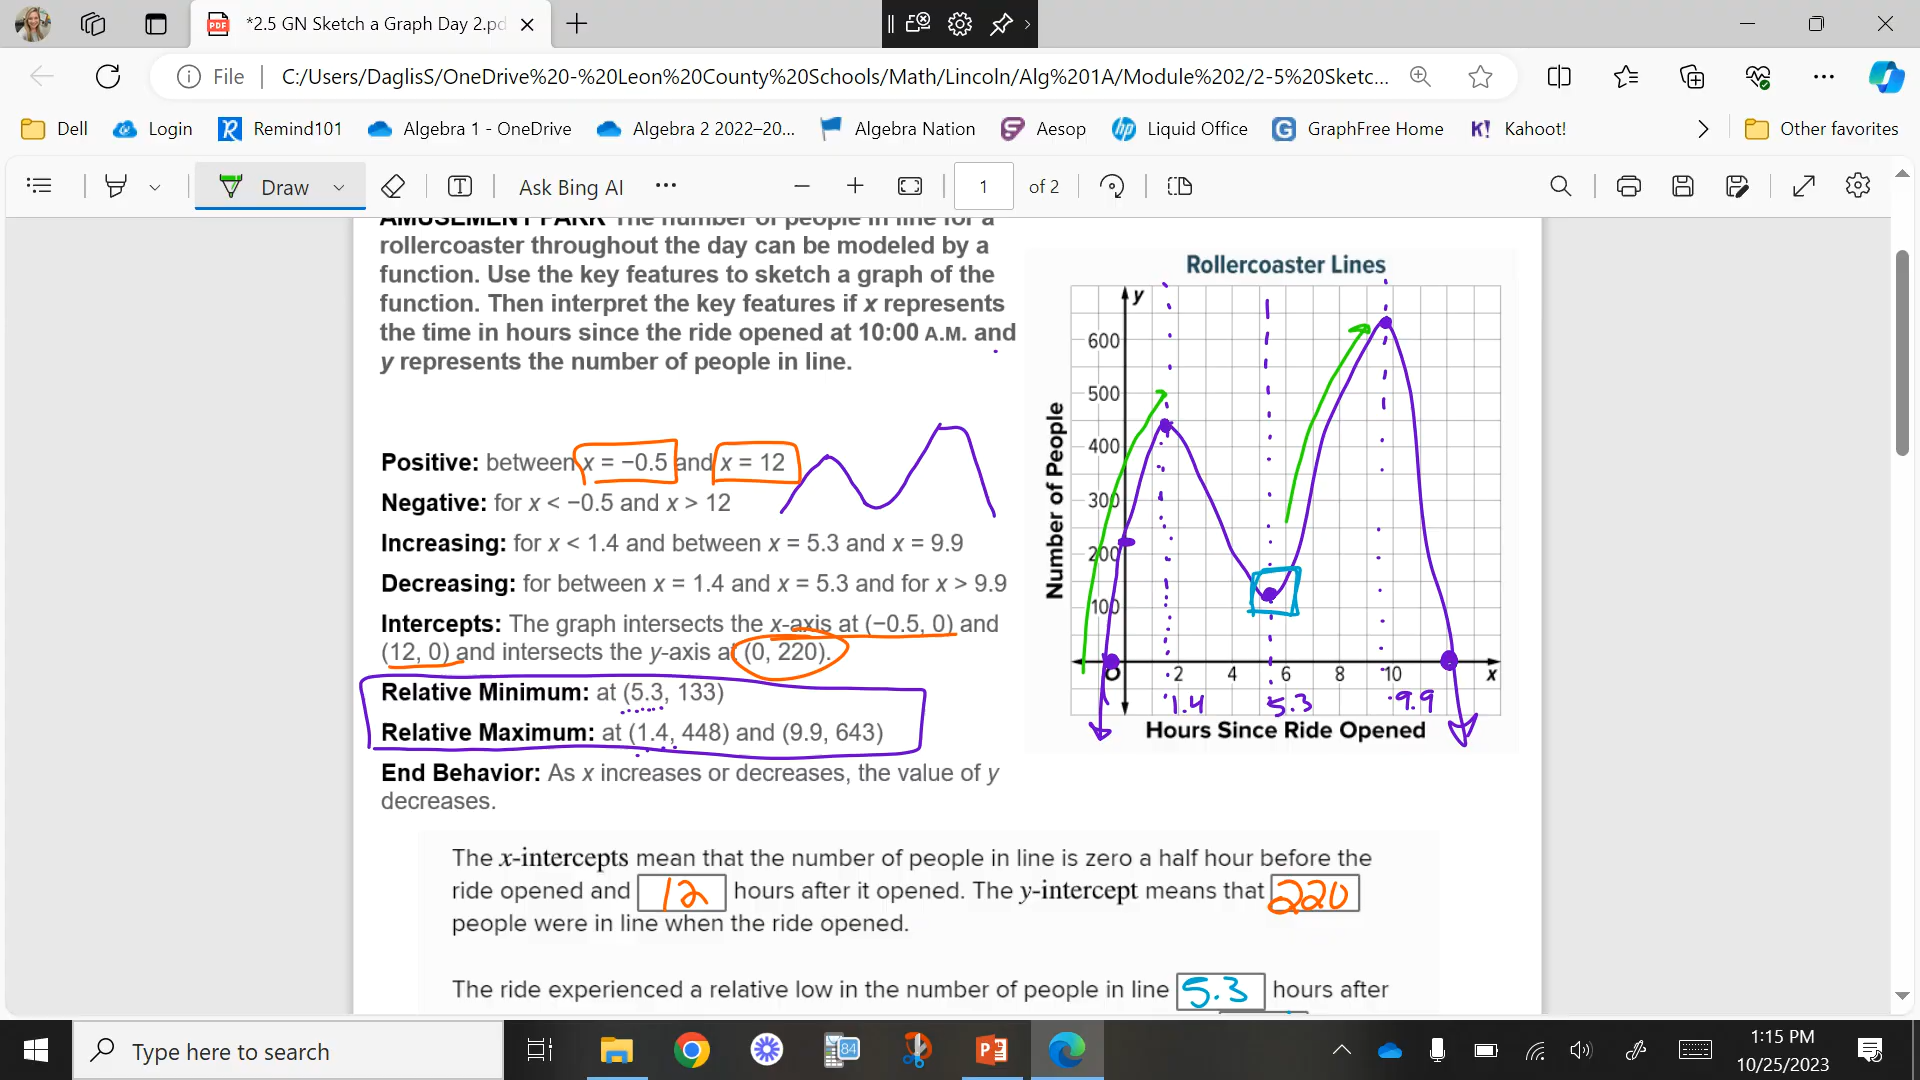 *2.5 GN Sketch a Graph Day 2.pd
File
C:/Users/DaglisS/OneDrive%20-%20Leon%20County%20Schools/Math/Lincoln/Alg%201A/Module%202/2-5%20Sketc...
Dell
Login
Remind101
Algebra 1 - OneDrive
Algebra 2 2022–20...
Algebra Nation
Aesop
Liquid Office
GraphFree Home
Kahoot!
Other favorites
Draw
Ask Bing AI
1 of 2
AMUSEMENT PARK The number of people in line for a
rollercoaster throughout the day can be modeled by a
function. Use the key features to sketch a graph of the
function. Then interpret the key features if x represents
the time in hours since the ride opened at 10:00 A.M. and
y represents the number of people in line.
Positive: between x = −0.5 and x = 12
Negative: for x < −0.5 and x > 12
Increasing: for x < 1.4 and between x = 5.3 and x = 9.9
Decreasing: for between x = 1.4 and x = 5.3 and for x > 9.9
Intercepts: The graph intersects the x-axis at (−0.5, 0) and
(12, 0) and intersects the y-axis at (0, 220).
Relative Minimum: at (5.3, 133)
Relative Maximum: at (1.4, 448) and (9.9, 643)
End Behavior: As x increases or decreases, the value of y
decreases.
Rollercoaster Lines
y
600
500
400
300
200
100
O 2 4 6 8 10 x
1.4 5.3 9.9
Number of People
Hours Since Ride Opened
The x-intercepts mean that the number of people in line is zero a half hour before the
ride opened and 12 hours after it opened. The y-intercept means that 220
people were in line when the ride opened.
The ride experienced a relative low in the number of people in line 5.3 hours after
Type here to search
84
1:15 PM
10/25/2023